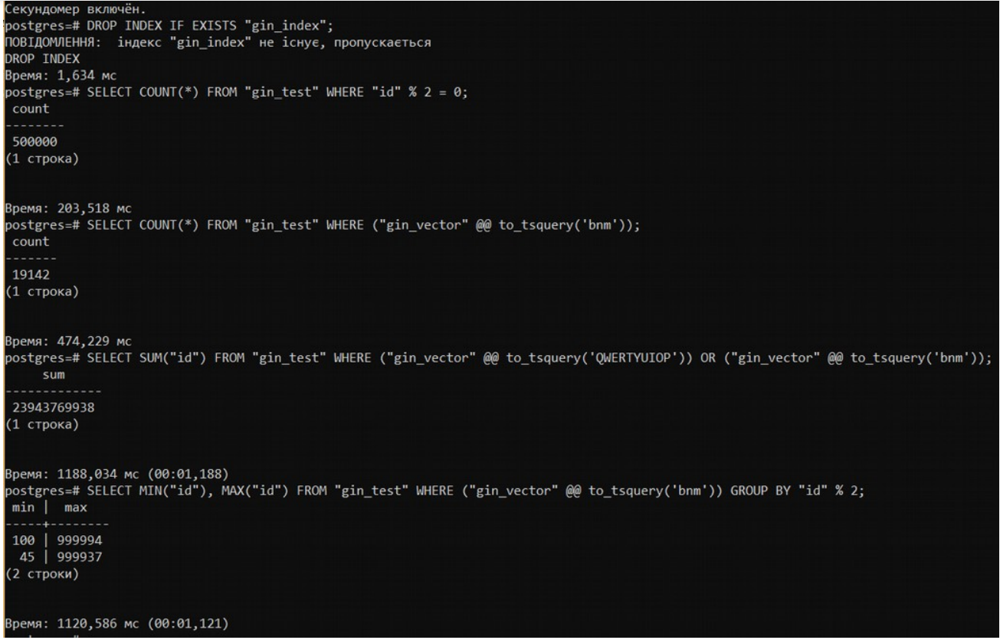 Секундомер включён.
postgres=# DROP INDEX IF EXISTS "gin_index";
ПОВІДОМЛЕННЯ:  індекс "gin_index" не існує, пропускається
DROP INDEX
Время: 1,634 мс
postgres=# SELECT COUNT(*) FROM "gin_test" WHERE "id" % 2 = 0;
 count
--------
 500000
(1 строка)
Время: 203,518 мс
postgres=# SELECT COUNT(*) FROM "gin_test" WHERE ("gin_vector" @@ to_tsquery('bnm'));
 count
-------
 19142
(1 строка)
Время: 474,229 мс
postgres=# SELECT SUM("id") FROM "gin_test" WHERE ("gin_vector" @@ to_tsquery('QWERTYUIOP')) OR ("gin_vector" @@ to_tsquery('bnm'));
     sum
-------------
 23943769938
(1 строка)
Время: 1188,034 мс (00:01,188)
postgres=# SELECT MIN("id"), MAX("id") FROM "gin_test" WHERE ("gin_vector" @@ to_tsquery('bnm')) GROUP BY "id" % 2;
 min |  max
-----+--------
 100 | 999994
  45 | 999937
(2 строки)
Время: 1120,586 мс (00:01,121)